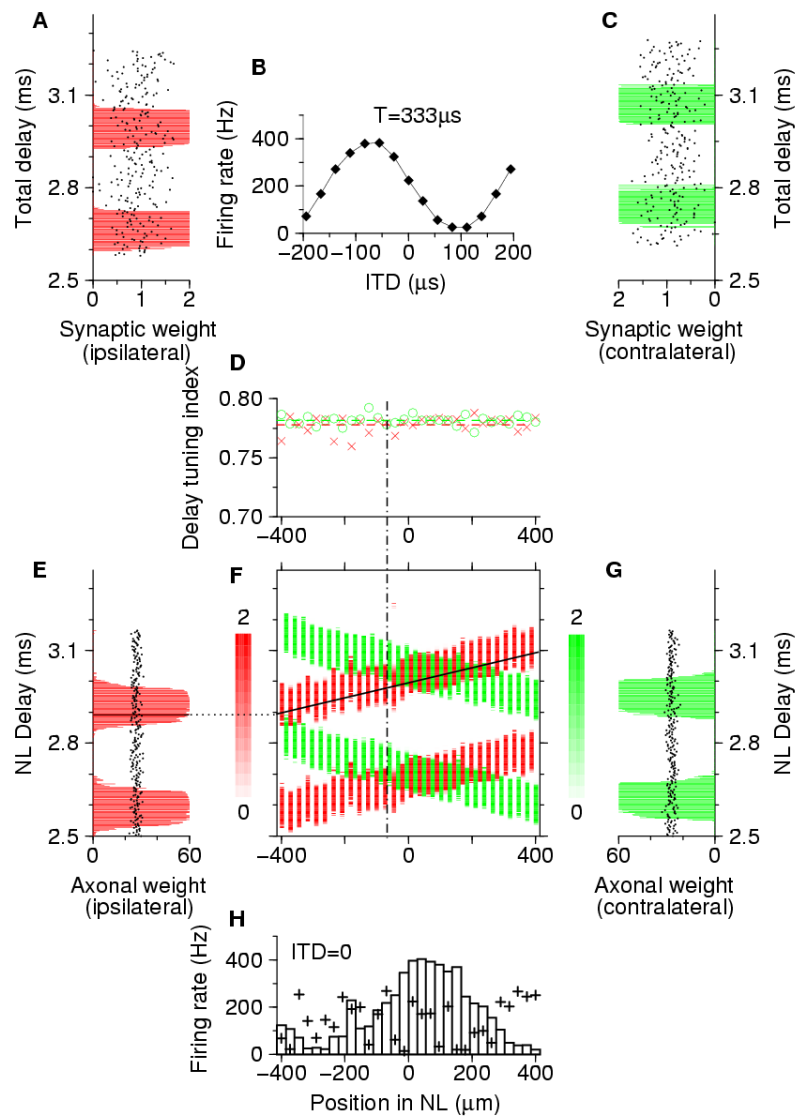 A
Total delay (ms)
3.1
2.8
2.5
0 1 2
Synaptic weight
(ipsilateral)
B
T=333μs
Firing rate (Hz)
400
200
0
−200 −100 0 100 200
ITD (μs)
C
Total delay (ms)
3.1
2.8
2.5
2 1 0
Synaptic weight
(contralateral)
D
Delay tuning index
0.80
0.75
0.70
−400 0 400
E
NL Delay (ms)
3.1
2.8
2.5
0 60
Axonal weight
(ipsilateral)
F
2
0
−400 0 400
2
0
G
NL Delay (ms)
3.1
2.8
2.5
60 0
Axonal weight
(contralateral)
H
ITD=0
Firing rate (Hz)
400
200
0
−400 −200 0 200 400
Position in NL (μm)